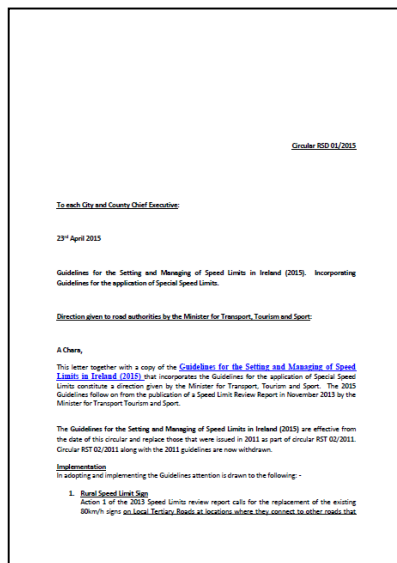 Circular RSD 01/2015
To each City and County Chief Executive:
23rd April 2015
Guidelines for the Setting and Managing of Speed Limits in Ireland (2015). Incorporating
Guidelines for the application of Special Speed Limits.
Direction given to road authorities by the Minister for Transport, Tourism and Sport:
A Chara,
This letter together with a copy of the Guidelines for the Setting and Managing of Speed
Limits in Ireland (2015) that incorporates the Guidelines for the application of Special Speed
Limits constitute a direction given by the Minister for Transport, Tourism and Sport. The 2015
Guidelines follow on from the publication of a Speed Limit Review Report in November 2013 by the
Minister for Transport Tourism and Sport.
The Guidelines for the Setting and Managing of Speed Limits in Ireland (2015) are effective from
the date of this circular and replace those that were issued in 2011 as part of circular RST 02/2011.
Circular RST 02/2011 along with the 2011 guidelines are now withdrawn.
Implementation
In adopting and implementing the Guidelines attention is drawn to the following: -
1. Rural Speed Limit Sign
Action 1 of the 2013 Speed Limits review report calls for the replacement of the existing
80km/h signs on Local Tertiary Roads at locations where they connect to other roads that